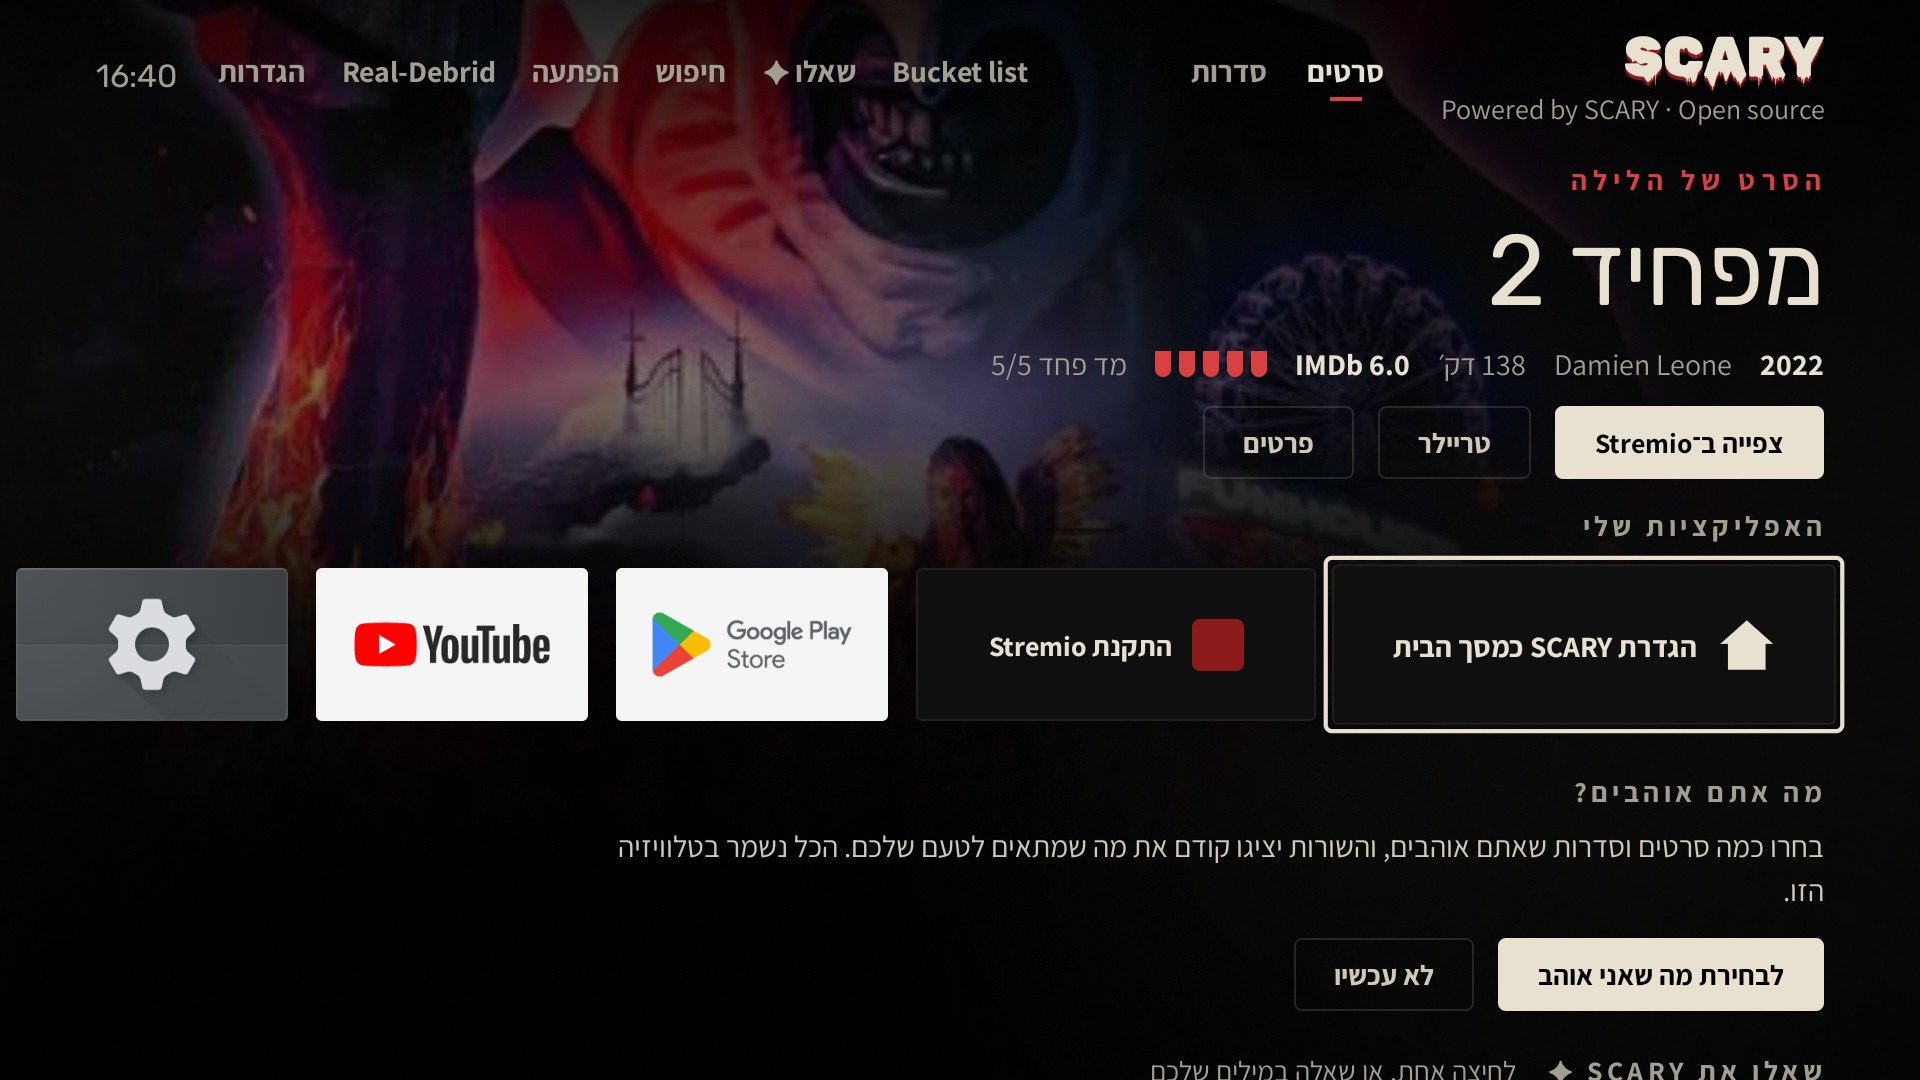 SCARY
Powered by SCARY · Open source
סרטים
סדרות
Bucket list
שאלו
חיפוש
הפתעה
Real-Debrid
הגדרות
16:40
הסרט של הלילה
מפחיד 2
2022 Damien Leone 138 דק׳ IMDb 6.0 מד פחד 5/5
צפייה ב־Stremio
טריילר
פרטים
FUNHOUSE
האפליקציות שלי
הגדרת SCARY כמסך הבית
התקנת Stremio
Google Play
Store
YouTube
מה אתם אוהבים?
בחרו כמה סרטים וסדרות שאתם אוהבים, והשורות יציגו קודם את מה שמתאים לטעם שלכם. הכל נשמר בטלוויזיה
הזו.
לבחירת מה שאני אוהב
לא עכשיו
שאלו את SCARY
לחיצה אחת, או שאלה במילים שלכם